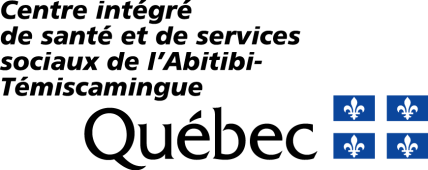 Centre intégré
de santé et de services
sociaux de l'Abitibi-
Témiscamingue
Québec